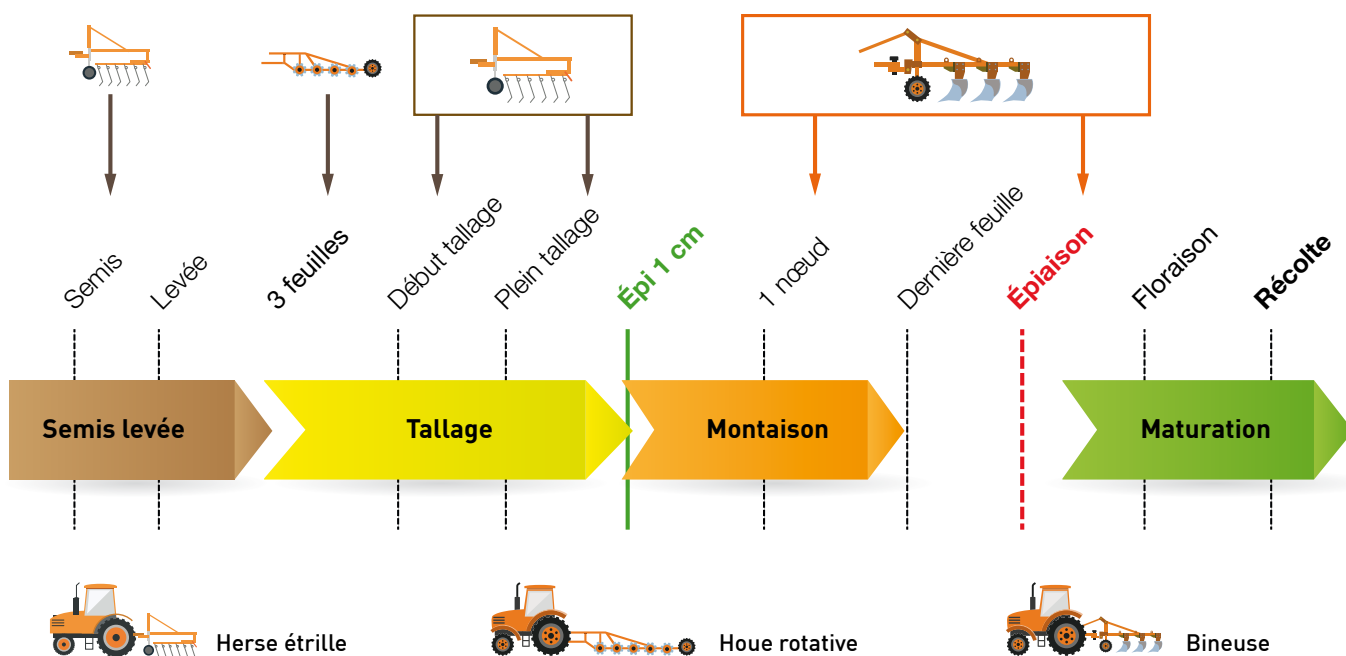 Semis
Levée
3 feuilles
Début tallage
Plein tallage
Épi 1 cm
1 nœud
Dernière feuille
Épiaison
Floraison
Récolte
Semis levée
Tallage
Montaison
Maturation
Herse étrille
Houe rotative
Bineuse